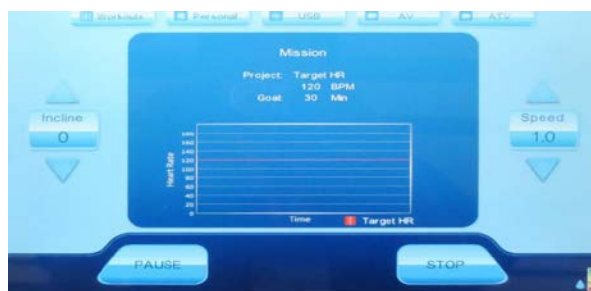 Workouts Personal USB AV ATV
Mission
Project: Target HR
120 BPM
Goal: 30 Min
Incline
0
Speed
1.0
Heart Rate
180
160
140
120
100
80
60
40
20
0
Time
Target HR
PAUSE
STOP